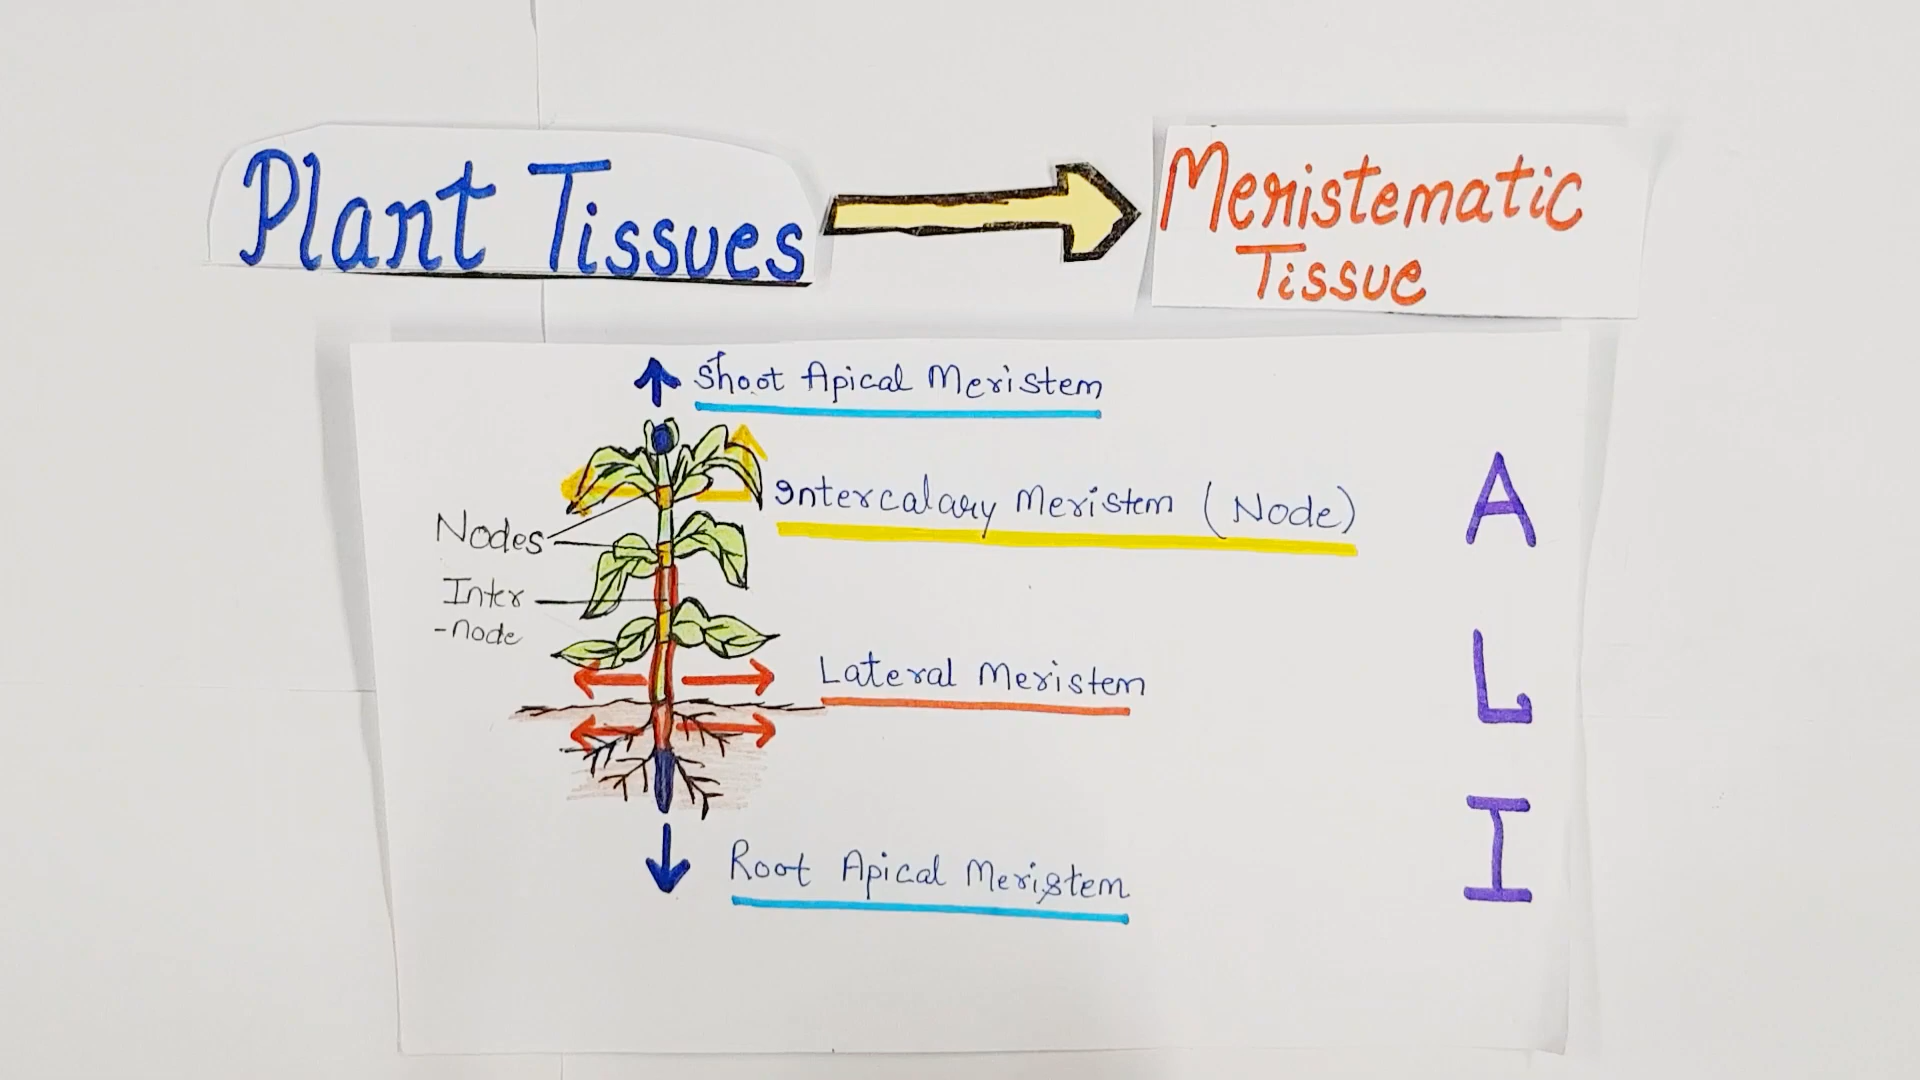 Plant Tissues
Meristematic
Tissue
Shoot Apical Meristem
Intercalary Meristem (Node)
Nodes
Inter
-node
Lateral Meristem
Root Apical Meristem
A
L
I